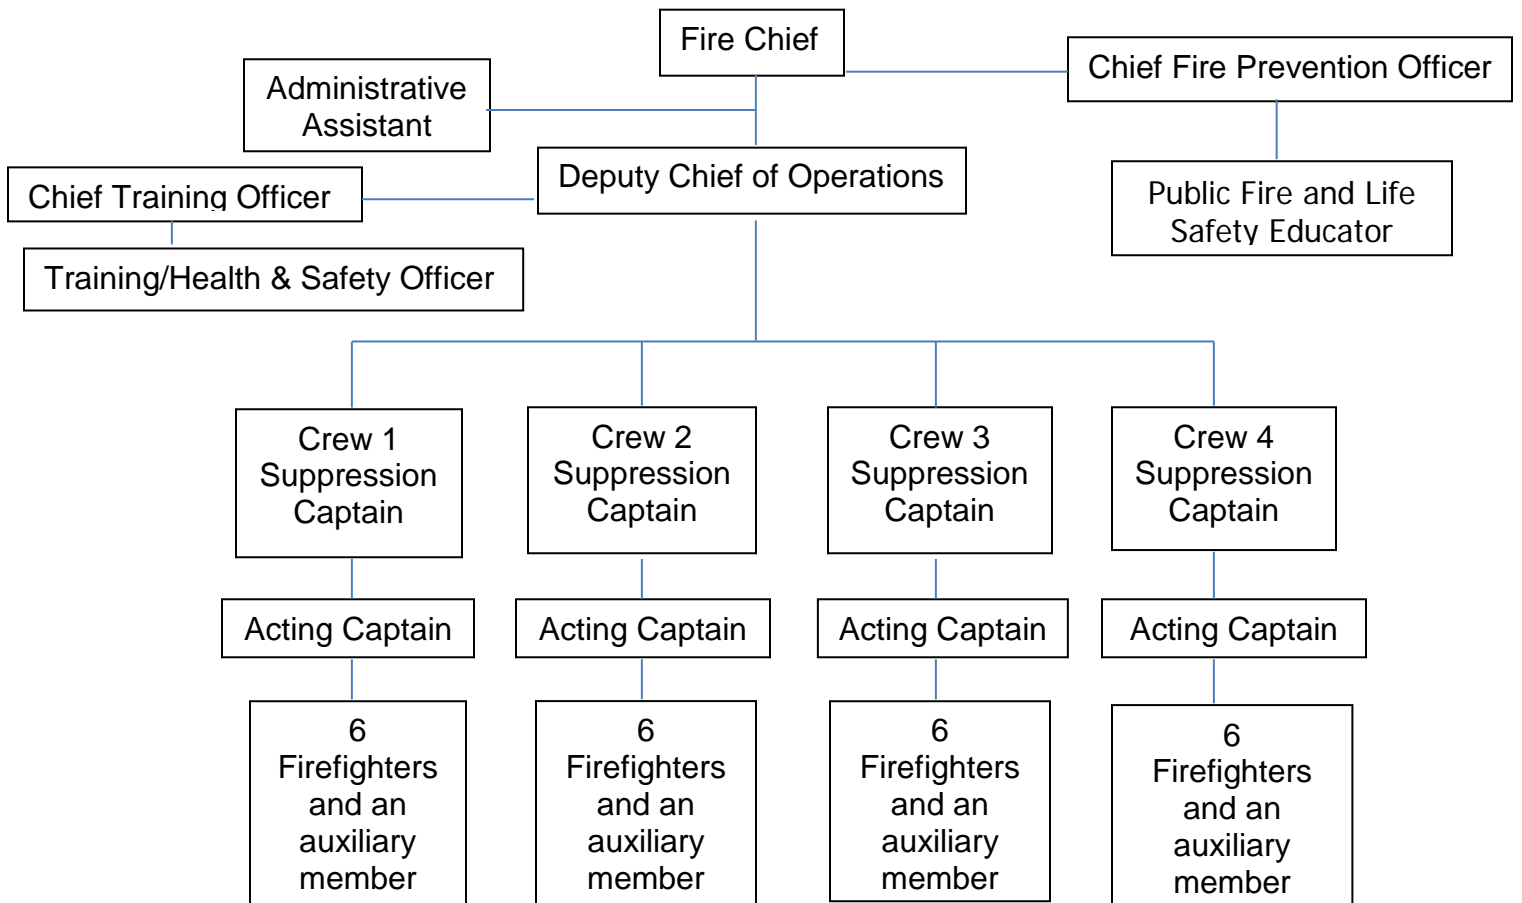 Fire Chief
Chief Fire Prevention Officer
Administrative
Assistant
Deputy Chief of Operations
Chief Training Officer
Public Fire and Life
Safety Educator
Training/Health & Safety Officer
Crew 1
Suppression
Captain
Crew 2
Suppression
Captain
Crew 3
Suppression
Captain
Crew 4
Suppression
Captain
Acting Captain
Acting Captain
Acting Captain
Acting Captain
6
Firefighters
and an
auxiliary
member
6
Firefighters
and an
auxiliary
member
6
Firefighters
and an
auxiliary
member
6
Firefighters
and an
auxiliary
member